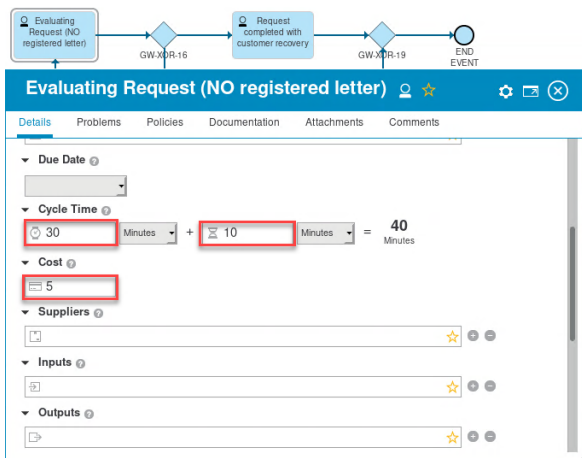 Evaluating
Request (NO
registered letter)
GW-XOR-16
Request
completed with
customer recovery
GW-XOR-19
END
EVENT
Evaluating Request (NO registered letter)
Details Problems Policies Documentation Attachments Comments
Due Date ?
Cycle Time ?
30 Minutes + 10 Minutes = 40
Minutes
Cost ?
5
Suppliers ?
Inputs ?
Outputs ?